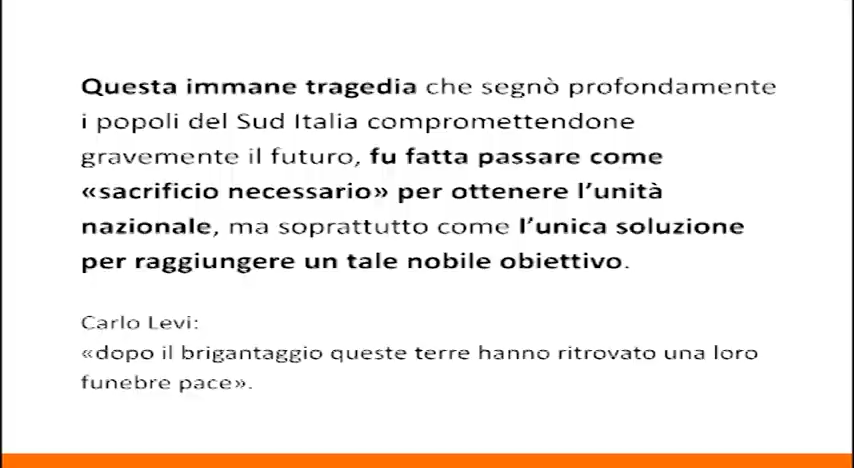 Questa immane tragedia che segnò profondamente
i popoli del Sud Italia compromettendone
gravemente il futuro, fu fatta passare come
«sacrificio necessario» per ottenere l'unità
nazionale, ma soprattutto come l'unica soluzione
per raggiungere un tale nobile obiettivo.
Carlo Levi:
«dopo il brigantaggio queste terre hanno ritrovato una loro
funebre pace».